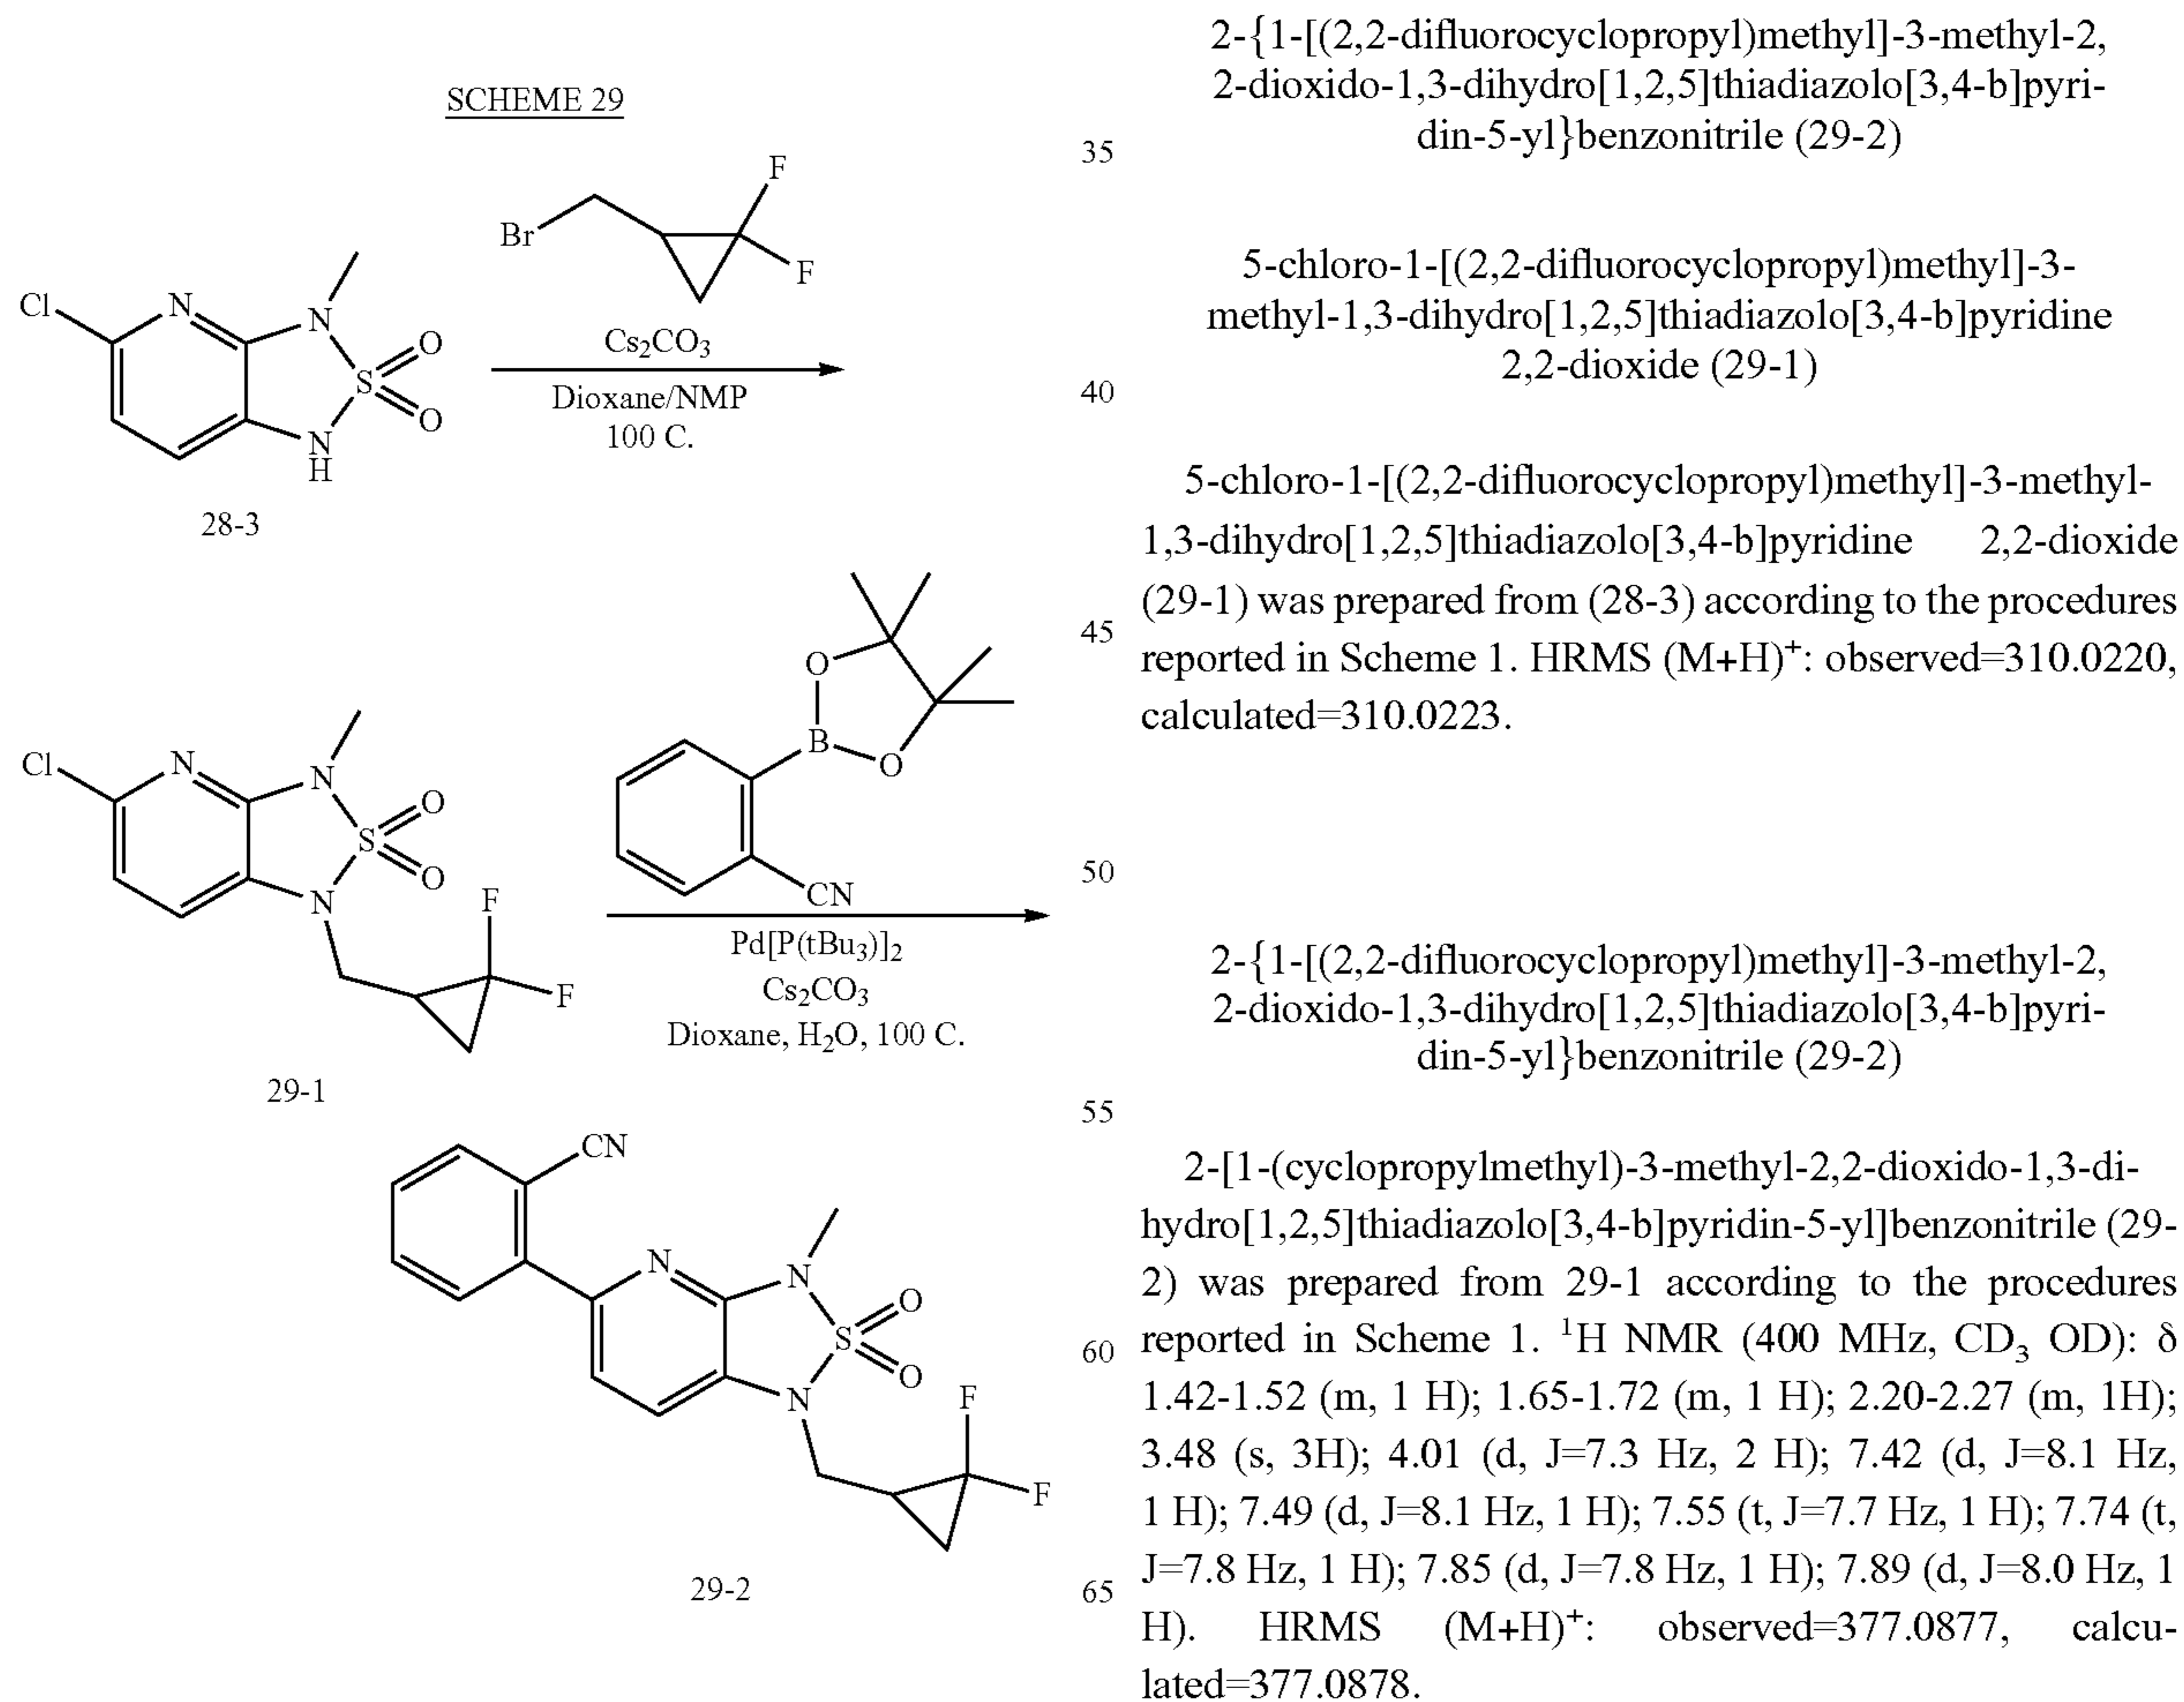 SCHEME 29
F
Br
F
Cl
N
N
O
Cs2CO3
S
Dioxane/NMP
O
100 C.
N
H
28-3
O
B
O
Cl
N
N
O
S
CN
O
N
F
Pd[P(tBu3)]2
F
Cs2CO3
Dioxane, H2O, 100 C.
29-1
CN
N
N
O
S
O
N
F
F
29-2
2-{1-[(2,2-difluorocyclopropyl)methyl]-3-methyl-2,
2-dioxido-1,3-dihydro[1,2,5]thiadiazolo[3,4-b]pyri-
din-5-yl}benzonitrile (29-2)
35
5-chloro-1-[(2,2-difluorocyclopropyl)methyl]-3-
methyl-1,3-dihydro[1,2,5]thiadiazolo[3,4-b]pyridine
2,2-dioxide (29-1)
40
5-chloro-1-[(2,2-difluorocyclopropyl)methyl]-3-methyl-
1,3-dihydro[1,2,5]thiadiazolo[3,4-b]pyridine 2,2-dioxide
(29-1) was prepared from (28-3) according to the procedures
45
reported in Scheme 1. HRMS (M+H)+: observed=310.0220,
calculated=310.0223.
50
2-{1-[(2,2-difluorocyclopropyl)methyl]-3-methyl-2,
2-dioxido-1,3-dihydro[1,2,5]thiadiazolo[3,4-b]pyri-
din-5-yl}benzonitrile (29-2)
55
2-[1-(cyclopropylmethyl)-3-methyl-2,2-dioxido-1,3-di-
hydro[1,2,5]thiadiazolo[3,4-b]pyridin-5-yl]benzonitrile (29-
2) was prepared from 29-1 according to the procedures
60
reported in Scheme 1. 1H NMR (400 MHz, CD3 OD): δ
1.42-1.52 (m, 1 H); 1.65-1.72 (m, 1 H); 2.20-2.27 (m, 1H);
3.48 (s, 3H); 4.01 (d, J=7.3 Hz, 2 H); 7.42 (d, J=8.1 Hz,
1 H); 7.49 (d, J=8.1 Hz, 1 H); 7.55 (t, J=7.7 Hz, 1 H); 7.74 (t,
J=7.8 Hz, 1 H); 7.85 (d, J=7.8 Hz, 1 H); 7.89 (d, J=8.0 Hz, 1
65
H). HRMS (M+H)+: observed=377.0877, calcu-
lated=377.0878.